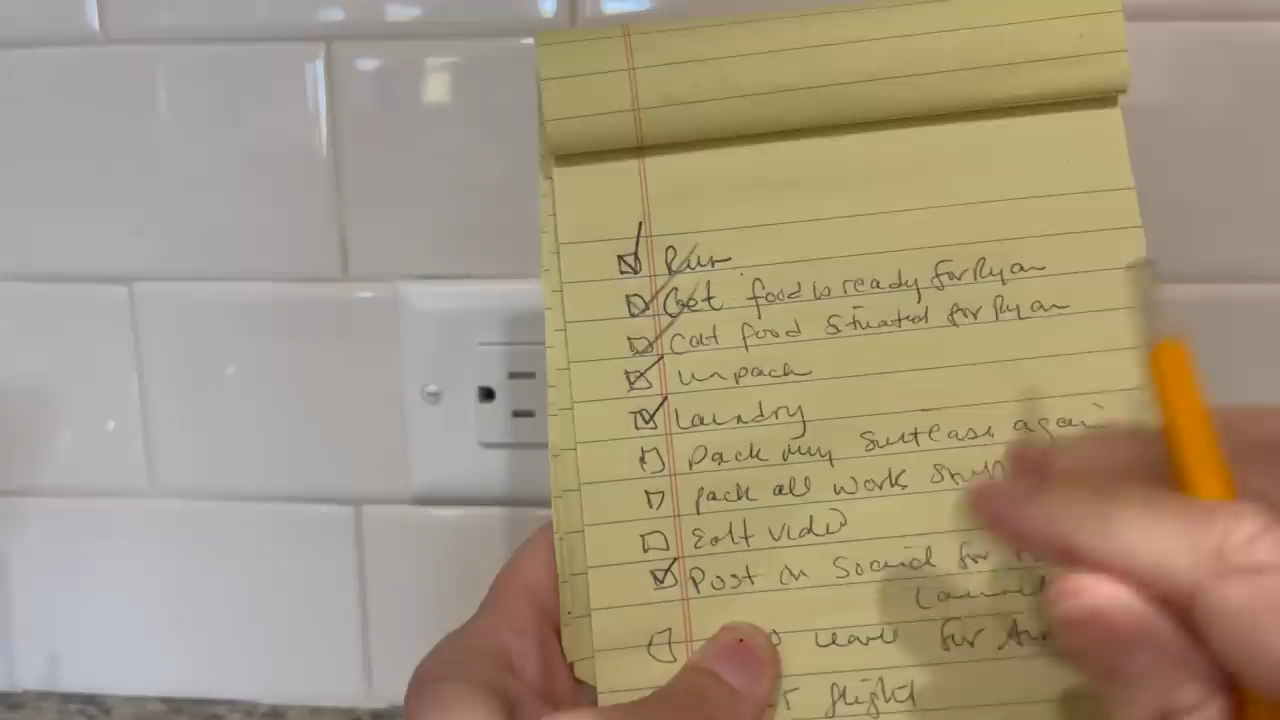 Run
Get food is ready for Ryan
Cat food situated for Ryan
unpack
Laundry
pack my suitcase again
pack all work
Edit video
Post on Social for
leave for
flight